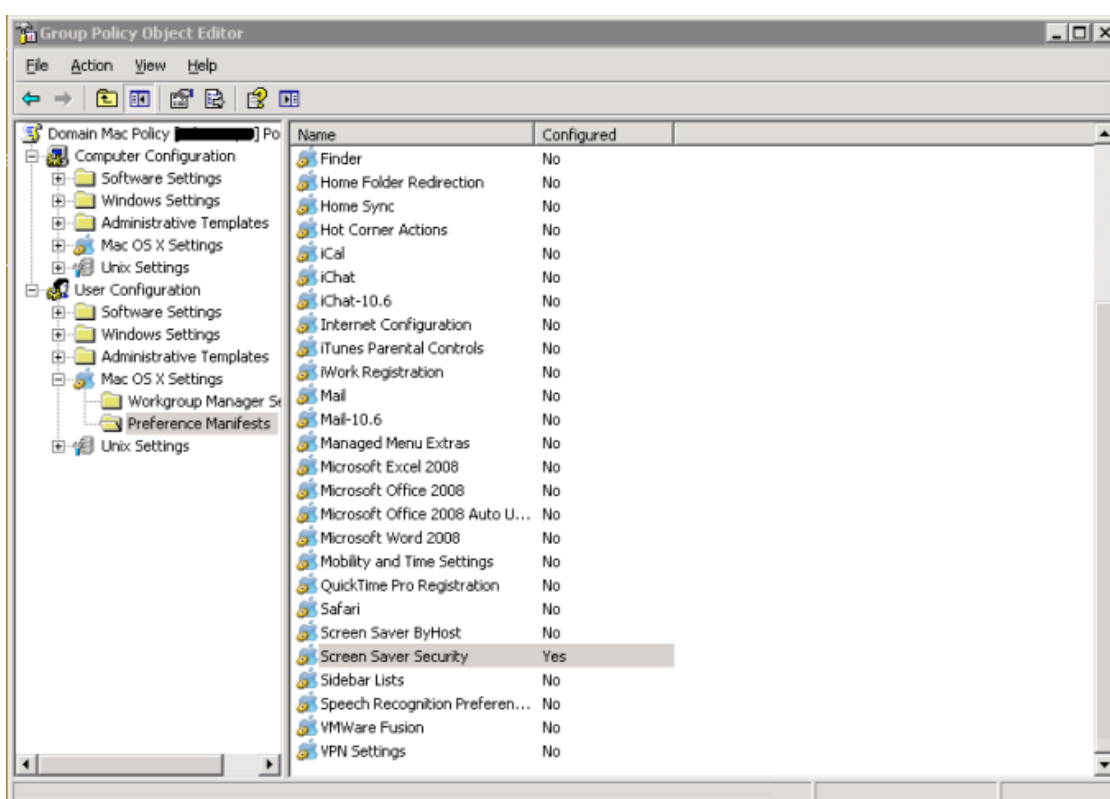 Group Policy Object Editor
File Action View Help
Domain Mac Policy [ ] Po
Computer Configuration
Software Settings
Windows Settings
Administrative Templates
Mac OS X Settings
Unix Settings
User Configuration
Software Settings
Windows Settings
Administrative Templates
Mac OS X Settings
Workgroup Manager Se
Preference Manifests
Unix Settings
Name Configured
Finder No
Home Folder Redirection No
Home Sync No
Hot Corner Actions No
iCal No
iChat No
iChat-10.6 No
Internet Configuration No
iTunes Parental Controls No
iWork Registration No
Mail No
Mail-10.6 No
Managed Menu Extras No
Microsoft Excel 2008 No
Microsoft Office 2008 No
Microsoft Office 2008 Auto U... No
Microsoft Word 2008 No
Mobility and Time Settings No
QuickTime Pro Registration No
Safari No
Screen Saver ByHost No
Screen Saver Security Yes
Sidebar Lists No
Speech Recognition Preferen... No
VMWare Fusion No
VPN Settings No